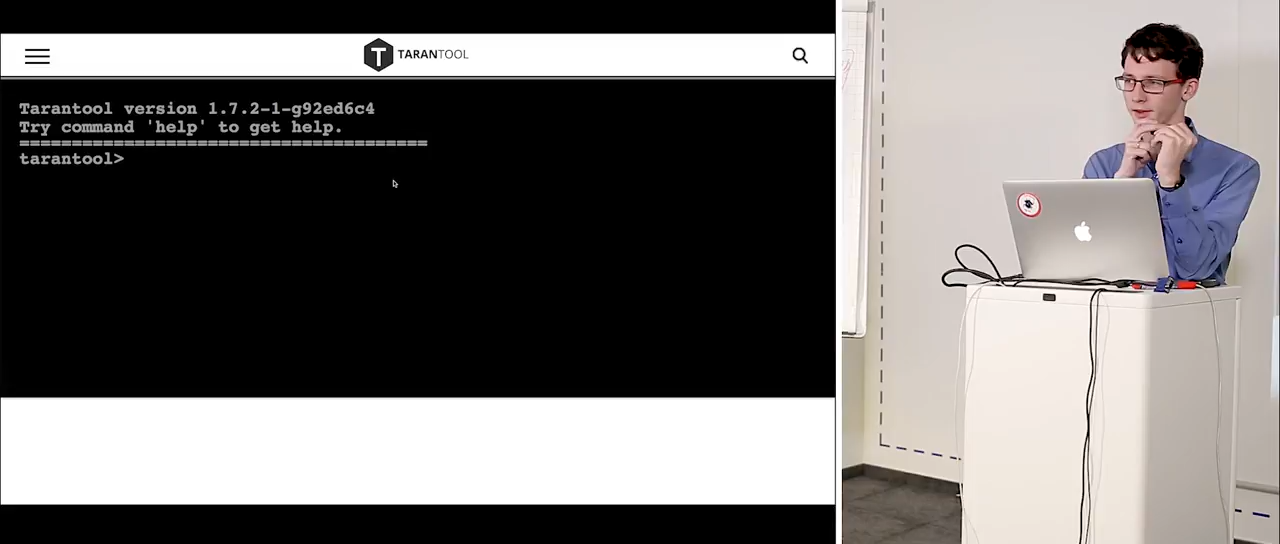 TARANTOOL
Tarantool version 1.7.2-1-g92ed6c4
Try command 'help' to get help.
=======================================
tarantool>